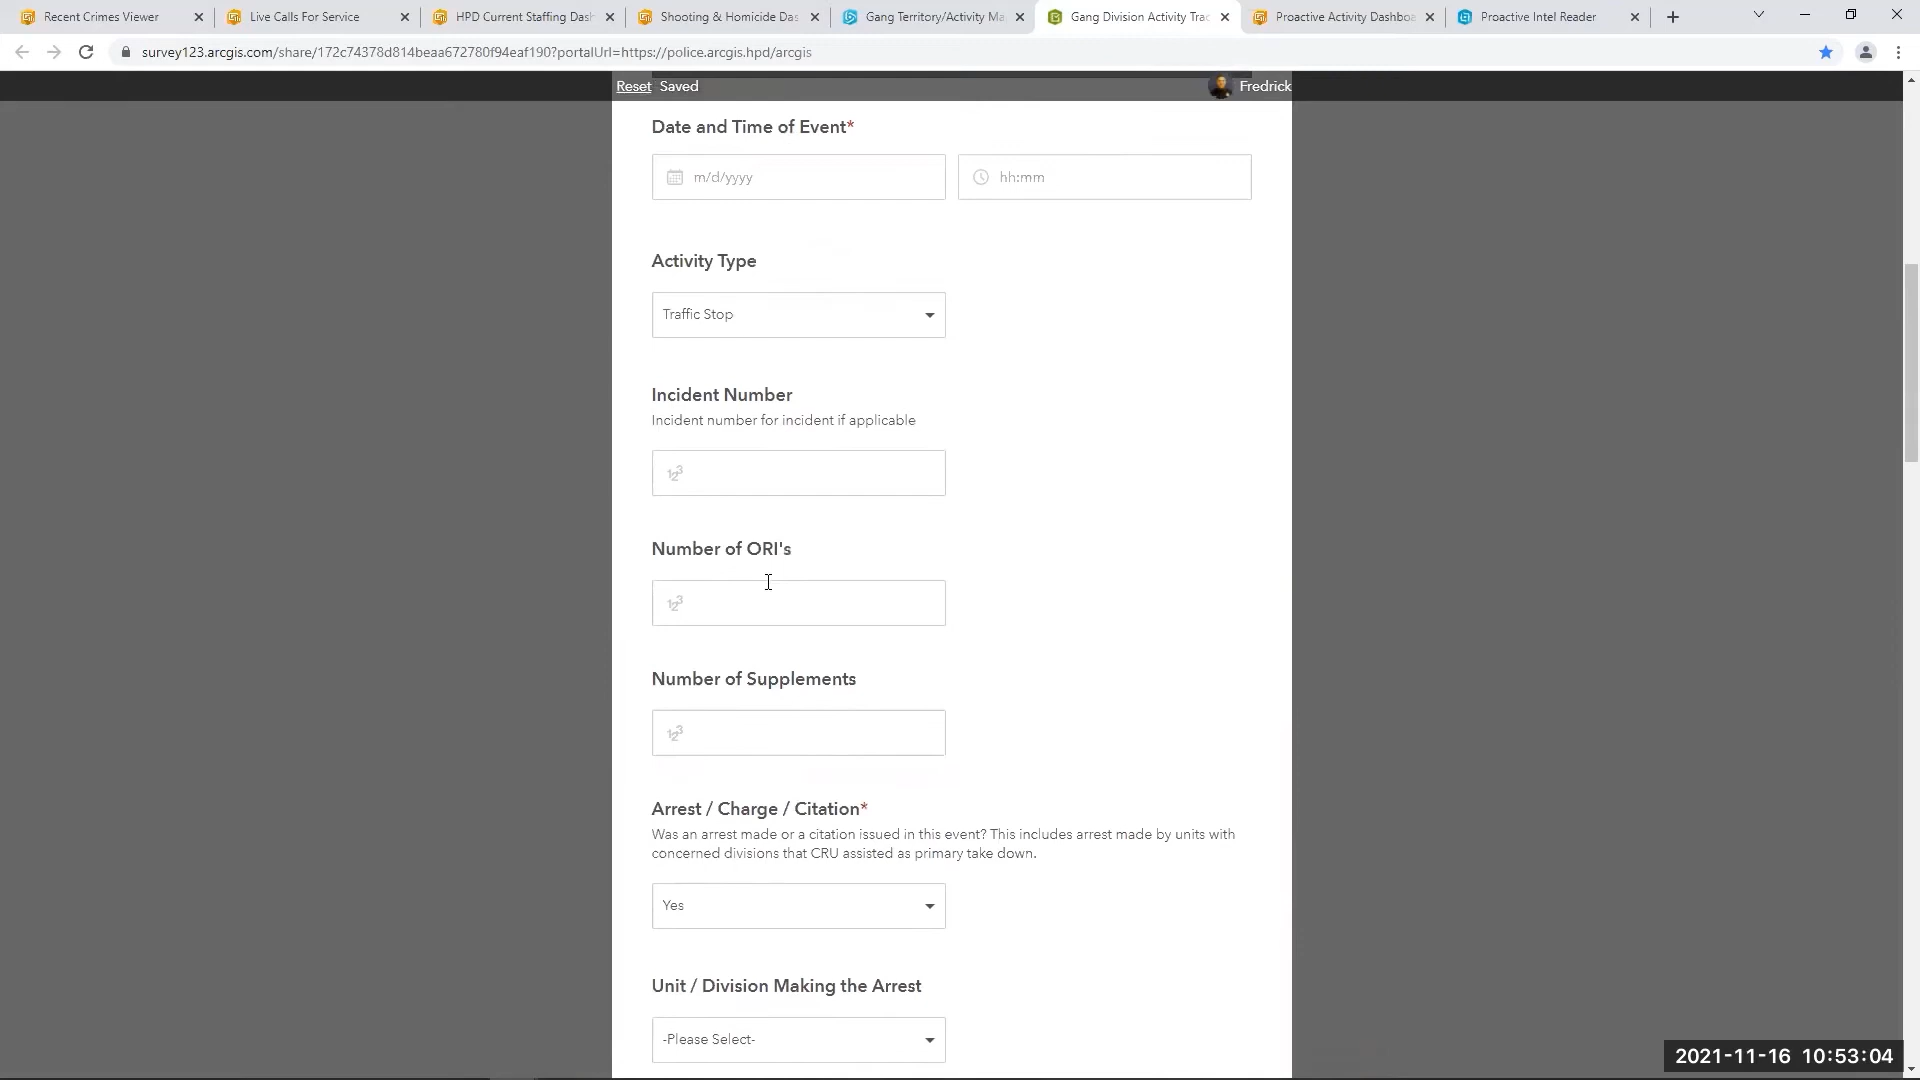 Recent Crimes Viewer
Live Calls For Service
HPD Current Staffing Das
Shooting & Homicide Das
Gang Territory/Activity Ma
Gang Division Activity Trac
Proactive Activity Dashboa
Proactive Intel Reader
survey123.arcgis.com/share/172c74378d814beaa672780f94eaf190?portalUrl=https://police.arcgis.hpd/arcgis
Reset Saved
Fredrick
Date and Time of Event*
m/d/yyyy
hh:mm
Activity Type
Traffic Stop
Incident Number
Incident number for incident if applicable
123
Number of ORI's
123
Number of Supplements
123
Arrest / Charge / Citation*
Was an arrest made or a citation issued in this event? This includes arrest made by units with
concerned divisions that CRU assisted as primary take down.
Yes
Unit / Division Making the Arrest
-Please Select-
2021-11-16 10:53:04